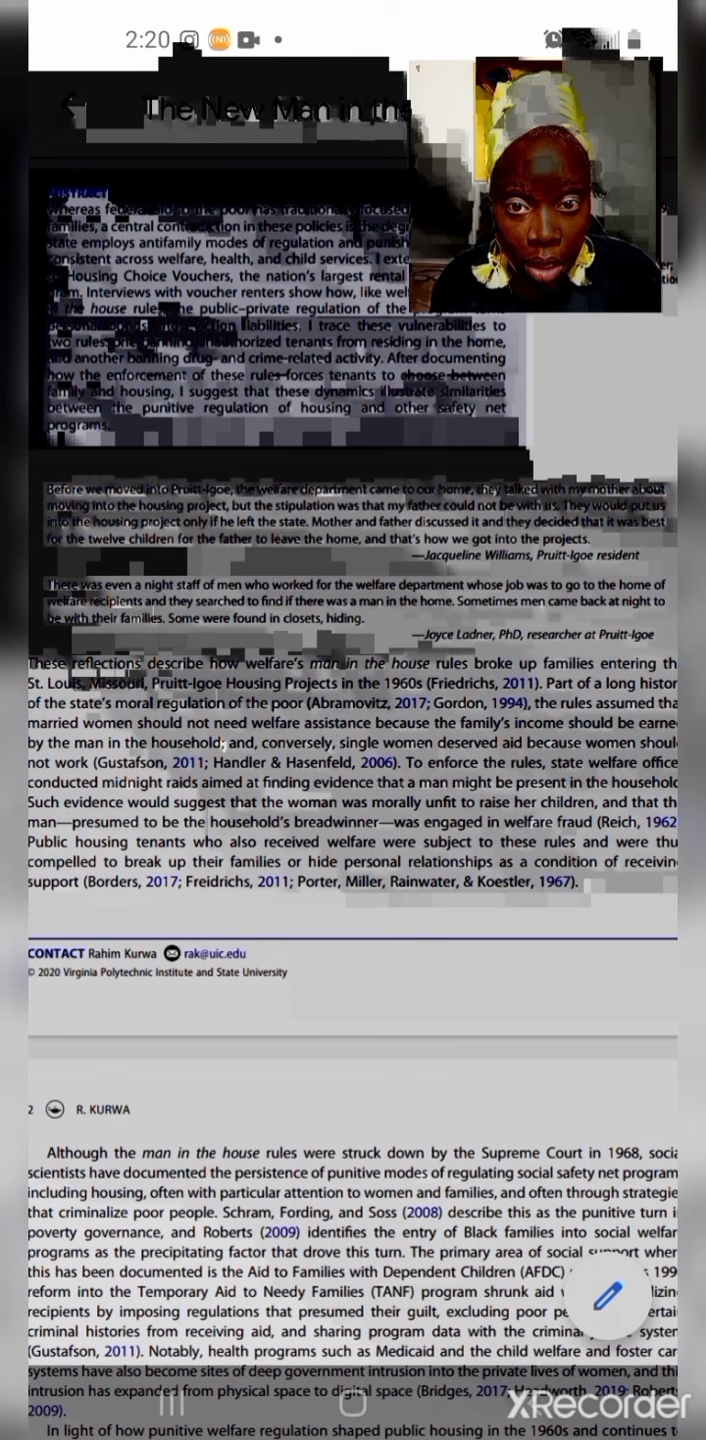 2:20
The New Man in the
ABSTRACT
Whereas federal aid to the poor has traditionally focused
families, a central contradiction in these policies is the
state employs antifamily modes of regulation and punish
consistent across welfare, health, and child services. I exte
Housing Choice Vouchers, the nation's largest rental
gram. Interviews with voucher renters show how, like wel
the house rules, the public–private regulation of the
personal bonds into eviction liabilities. I trace these vulnerabilities to
two rules: one banning unauthorized tenants from residing in the home,
and another banning drug- and crime-related activity. After documenting
how the enforcement of these rules forces tenants to choose between
family and housing, I suggest that these dynamics illustrate similarities
between the punitive regulation of housing and other safety net
programs.
Before we moved into Pruitt-Igoe, the welfare department came to our home, they talked with my mother about
moving into the housing project, but the stipulation was that my father could not be with us. They would put us
into the housing project only if he left the state. Mother and father discussed it and they decided that it was best
for the twelve children for the father to leave the home, and that's how we got into the projects.
—Jacqueline Williams, Pruitt-Igoe resident
There was even a night staff of men who worked for the welfare department whose job was to go to the home of
welfare recipients and they searched to find if there was a man in the home. Sometimes men came back at night to
be with their families. Some were found in closets, hiding.
—Joyce Ladner, PhD, researcher at Pruitt-Igoe
These reflections describe how welfare's man in the house rules broke up families entering th
St. Louis, Missouri, Pruitt-Igoe Housing Projects in the 1960s (Friedrichs, 2011). Part of a long histor
of the state's moral regulation of the poor (Abramovitz, 2017; Gordon, 1994), the rules assumed tha
married women should not need welfare assistance because the family's income should be earne
by the man in the household; and, conversely, single women deserved aid because women shoul
not work (Gustafson, 2011; Handler & Hasenfeld, 2006). To enforce the rules, state welfare office
conducted midnight raids aimed at finding evidence that a man might be present in the household
Such evidence would suggest that the woman was morally unfit to raise her children, and that th
man—presumed to be the household's breadwinner—was engaged in welfare fraud (Reich, 1962
Public housing tenants who also received welfare were subject to these rules and were thu
compelled to break up their families or hide personal relationships as a condition of receivin
support (Borders, 2017; Freidrichs, 2011; Porter, Miller, Rainwater, & Koestler, 1967).
CONTACT Rahim Kurwa rak@uic.edu
© 2020 Virginia Polytechnic Institute and State University
2 R. KURWA
Although the man in the house rules were struck down by the Supreme Court in 1968, socia
scientists have documented the persistence of punitive modes of regulating social safety net program
including housing, often with particular attention to women and families, and often through strategie
that criminalize poor people. Schram, Fording, and Soss (2008) describe this as the punitive turn i
poverty governance, and Roberts (2009) identifies the entry of Black families into social welfar
programs as the precipitating factor that drove this turn. The primary area of social support wher
this has been documented is the Aid to Families with Dependent Children (AFDC) 199
reform into the Temporary Aid to Needy Families (TANF) program shrunk aid lizin
recipients by imposing regulations that presumed their guilt, excluding poor pe ertai
criminal histories from receiving aid, and sharing program data with the criminal system
(Gustafson, 2011). Notably, health programs such as Medicaid and the child welfare and foster car
systems have also become sites of deep government intrusion into the private lives of women, and thi
intrusion has expanded from physical space to digital space (Bridges, 2017; Headworth, 2019; Robert
2009).
In light of how punitive welfare regulation shaped public housing in the 1960s and continues t
XRecorder